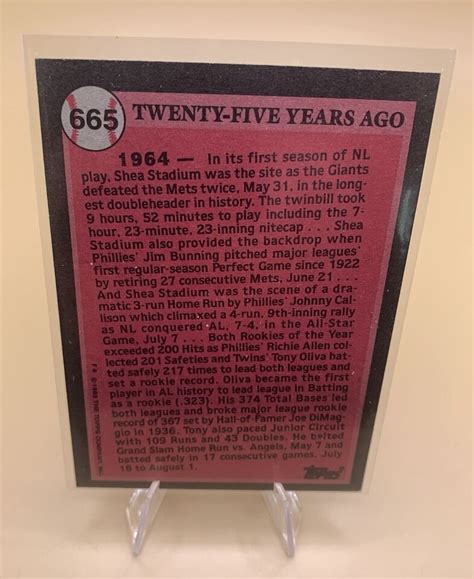 665
TWENTY-FIVE YEARS AGO
1964 — In its first season of NL
play, Shea Stadium was the site as the Giants
defeated the Mets twice, May 31, in the long-
est doubleheader in history. The twinbill took
9 hours, 52 minutes to play including the 7-
hour, 23-minute, 23-inning nitecap . . . Shea
Stadium also provided the backdrop when
Phillies' Jim Bunning pitched major leagues'
first regular-season Perfect Game since 1922
by retiring 27 consecutive Mets, June 21 . . .
And Shea Stadium was the scene of a dra-
matic 3-run Home Run by Phillies' Johnny Cal-
lison which climaxed a 4-run, 9th-inning rally
as NL conquered AL, 7-4, in the All-Star
Game, July 7 . . . Both Rookies of the Year
exceeded 200 Hits as Phillies' Richie Allen col-
lected 201 Safeties and Twins' Tony Oliva bat-
ted safely 217 times to lead both leagues and
set a rookie record. Oliva became the first
player in AL history to lead league in Batting
as a rookie (.323). His 374 Total Bases led
both leagues and broke major league rookie
record of 367 set by Hall-of-Famer Joe DiMag-
gio in 1936. Tony also paced Junior Circuit
with 109 Runs and 43 Doubles. He belted
Grand Slam Home Run vs. Angels, May 7 and
batted safely in 17 consecutive games, July
16 to August 1.
TOPPS